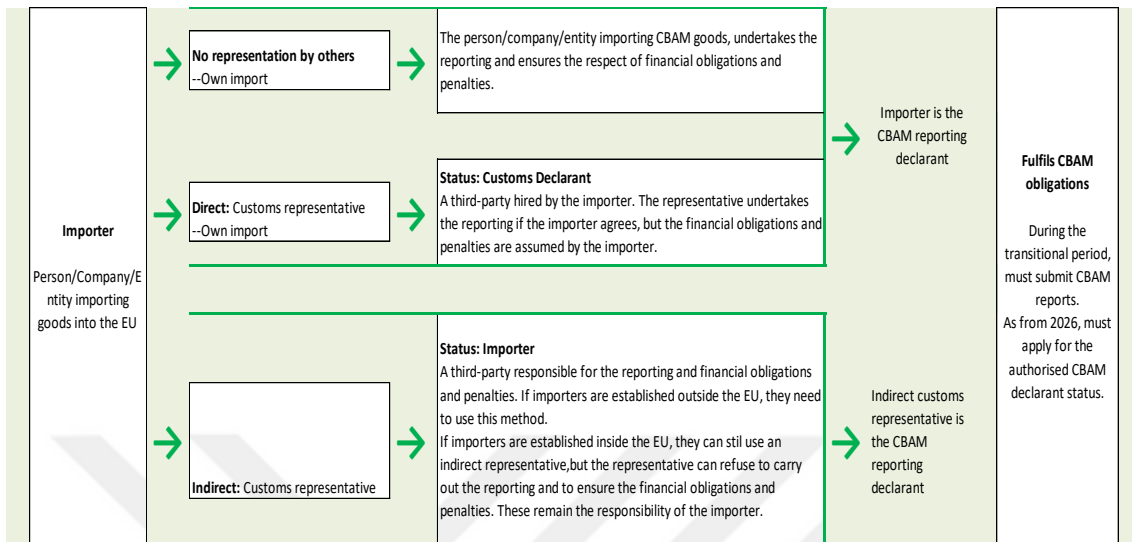 Importer
Person/Company/E
ntity importing
goods into the EU
No representation by others
--Own import
The person/company/entity importing CBAM goods, undertakes the
reporting and ensures the respect of financial obligations and
penalties.
Direct: Customs representative
--Own import
Status: Customs Declarant
A third-party hired by the importer. The representative undertakes
the reporting if the importer agrees, but the financial obligations and
penalties are assumed by the importer.
Importer is the
CBAM reporting
declarant
Indirect: Customs representative
Status: Importer
A third-party responsible for the reporting and financial obligations
and penalties. If importers are established outside the EU, they need
to use this method.
If importers are established inside the EU, they can stil use an
indirect representative,but the representative can refuse to carry
out the reporting and to ensure the financial obligations and
penalties. These remain the responsibility of the importer.
Indirect customs
representative is
the CBAM
reporting
declarant
Fulfils CBAM
obligations
During the
transitional period,
must submit CBAM
reports.
As from 2026, must
apply for the
authorised CBAM
declarant status.